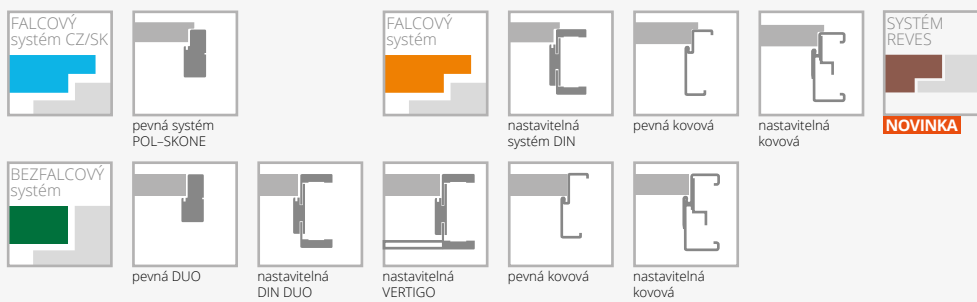 FALCOVÝ
systém CZ/SK
pevná systém
POL–SKONE
FALCOVÝ
systém
nastavitelná
systém DIN
pevná kovová
nastavitelná
kovová
SYSTÉM
REVES
NOVINKA
BEZFALCOVÝ
systém
pevná DUO
nastavitelná
DIN DUO
nastavitelná
VERTIGO
pevná kovová
nastavitelná
kovová